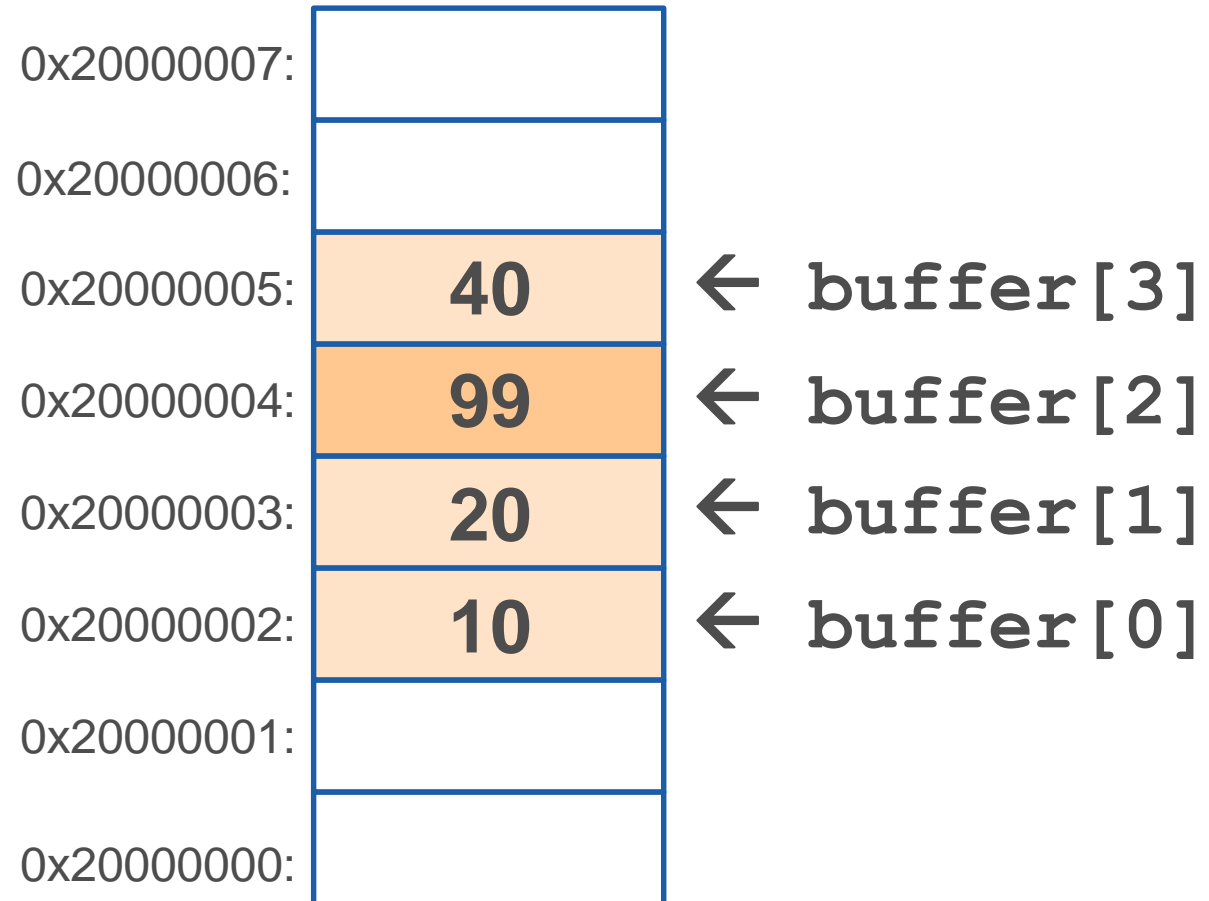 0x20000007:
0x20000006:
0x20000005: 40 ← buffer[3]
0x20000004: 99 ← buffer[2]
0x20000003: 20 ← buffer[1]
0x20000002: 10 ← buffer[0]
0x20000001:
0x20000000: